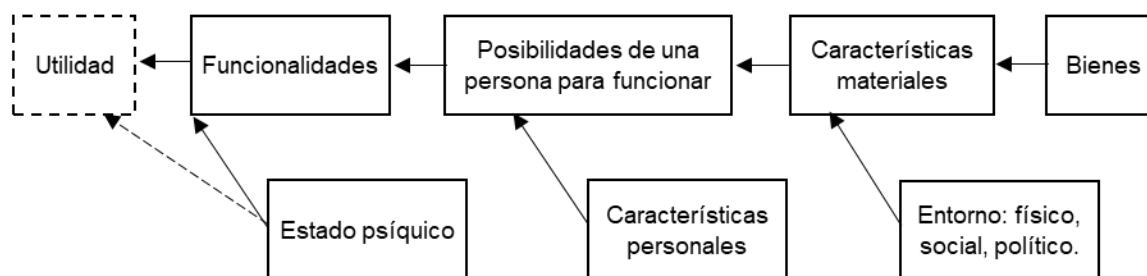 Utilidad
Funcionalidades
Posibilidades de una
persona para funcionar
Características
materiales
Bienes
Estado psíquico
Características
personales
Entorno: físico,
social, político.